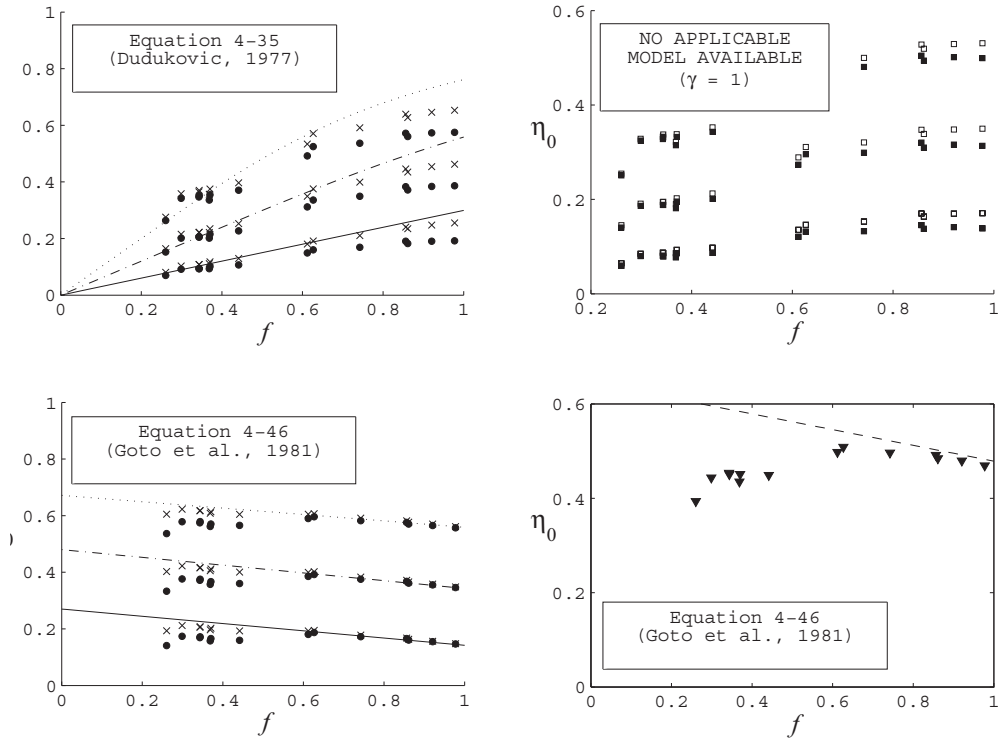 1
0.8
0.6
0.4
0.2
0
Equation 4-35
(Dudukovic, 1977)
0 0.2 0.4 0.6 0.8 1
f
0.6
0.4
0.2
0
η0
NO APPLICABLE
MODEL AVAILABLE
(γ = 1)
0.2 0.4 0.6 0.8 1
f
1
0.8
0.6
0.4
0.2
0
Equation 4-46
(Goto et al., 1981)
0 0.2 0.4 0.6 0.8 1
f
0.6
0.4
0.2
0
η0
Equation 4-46
(Goto et al., 1981)
0 0.2 0.4 0.6 0.8 1
f